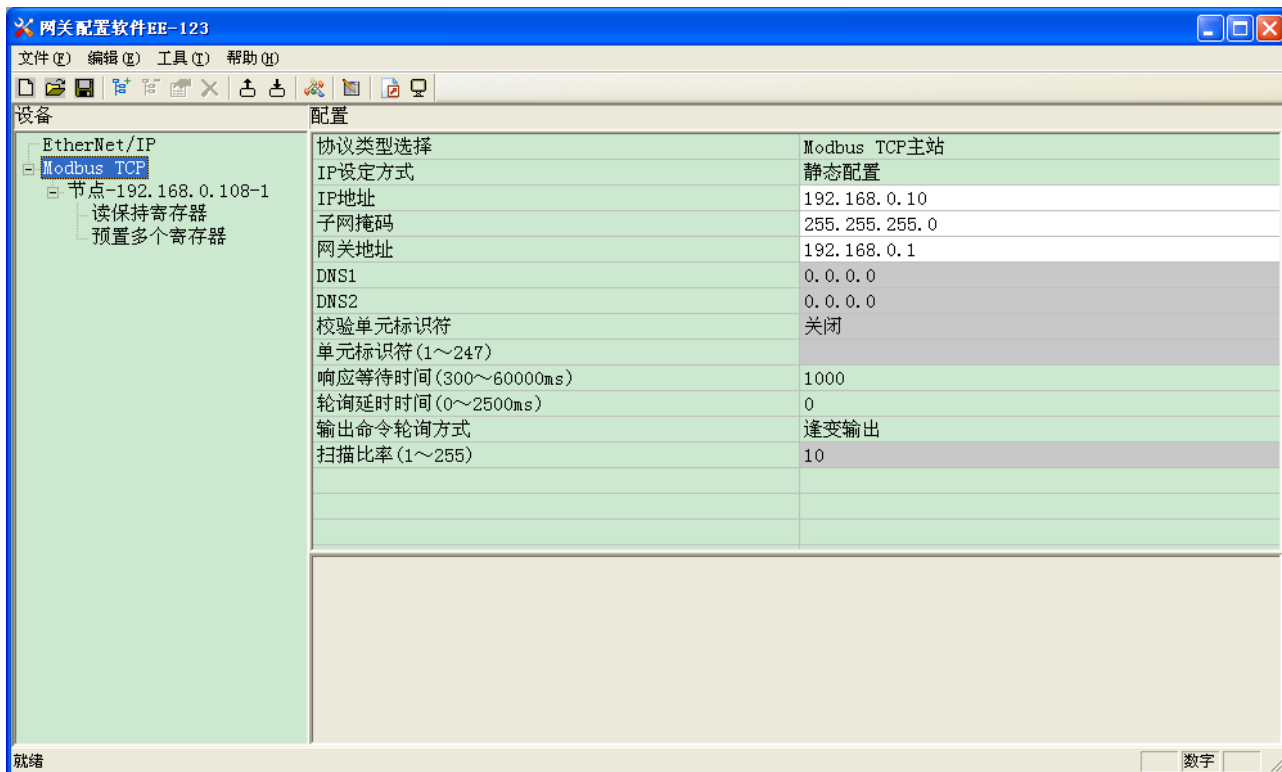 网关配置软件EE-123
文件(F) 编辑(E) 工具(T) 帮助(H)
设备
配置
EtherNet/IP
Modbus TCP
节点-192.168.0.108-1
读保持寄存器
预置多个寄存器
协议类型选择 Modbus TCP主站
IP设定方式 静态配置
IP地址 192.168.0.10
子网掩码 255.255.255.0
网关地址 192.168.0.1
DNS1 0.0.0.0
DNS2 0.0.0.0
校验单元标识符 关闭
单元标识符(1~247)
响应等待时间(300~60000ms) 1000
轮询延时时间(0~2500ms) 0
输出命令轮询方式 逢变输出
扫描比率(1~255) 10
就绪 数字